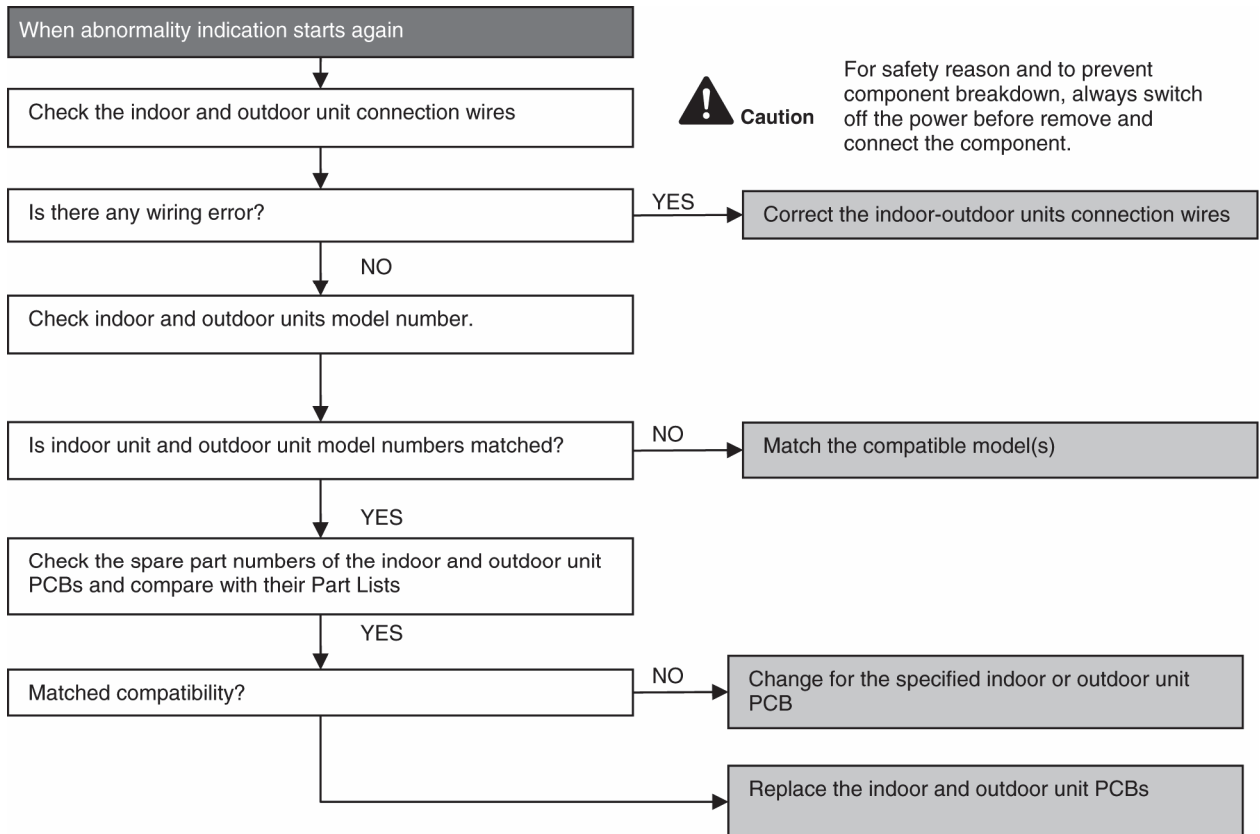 When abnormality indication starts again
Check the indoor and outdoor unit connection wires
Caution
For safety reason and to prevent
component breakdown, always switch
off the power before remove and
connect the component.
Is there any wiring error?
YES
Correct the indoor-outdoor units connection wires
NO
Check indoor and outdoor units model number.
Is indoor unit and outdoor unit model numbers matched?
NO
Match the compatible model(s)
YES
Check the spare part numbers of the indoor and outdoor unit
PCBs and compare with their Part Lists
YES
Matched compatibility?
NO
Change for the specified indoor or outdoor unit
PCB
Replace the indoor and outdoor unit PCBs